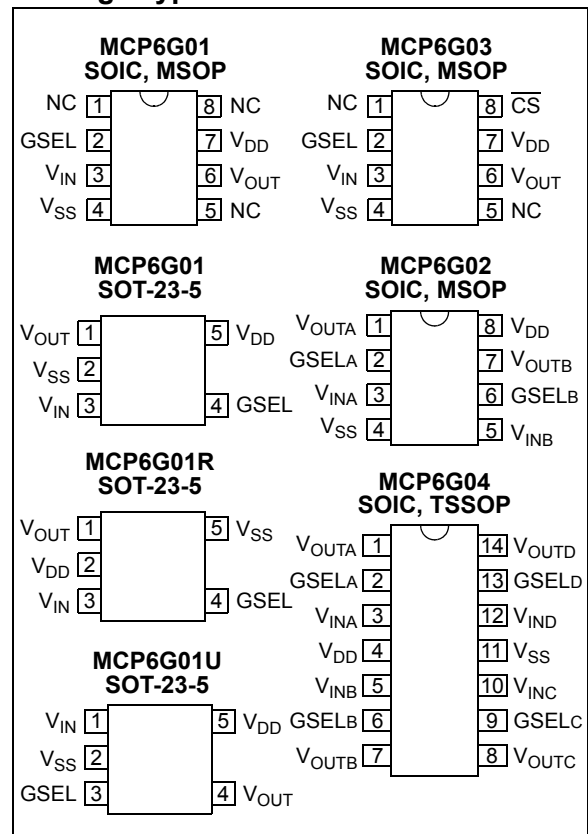 MCP6G01
SOIC, MSOP
NC 1 8 NC
GSEL 2 7 VDD
VIN 3 6 VOUT
VSS 4 5 NC
MCP6G03
SOIC, MSOP
NC 1 8 CS
GSEL 2 7 VDD
VIN 3 6 VOUT
VSS 4 5 NC
MCP6G01
SOT-23-5
VOUT 1 5 VDD
VSS 2
VIN 3 4 GSEL
MCP6G02
SOIC, MSOP
VOUTA 1 8 VDD
GSELA 2 7 VOUTB
VINA 3 6 GSELB
VSS 4 5 VINB
MCP6G01R
SOT-23-5
VOUT 1 5 VSS
VDD 2
VIN 3 4 GSEL
MCP6G04
SOIC, TSSOP
VOUTA 1 14 VOUTD
GSELA 2 13 GSELD
VINA 3 12 VIND
VDD 4 11 VSS
VINB 5 10 VINC
GSELB 6 9 GSELC
VOUTB 7 8 VOUTC
MCP6G01U
SOT-23-5
VIN 1 5 VDD
VSS 2
GSEL 3 4 VOUT